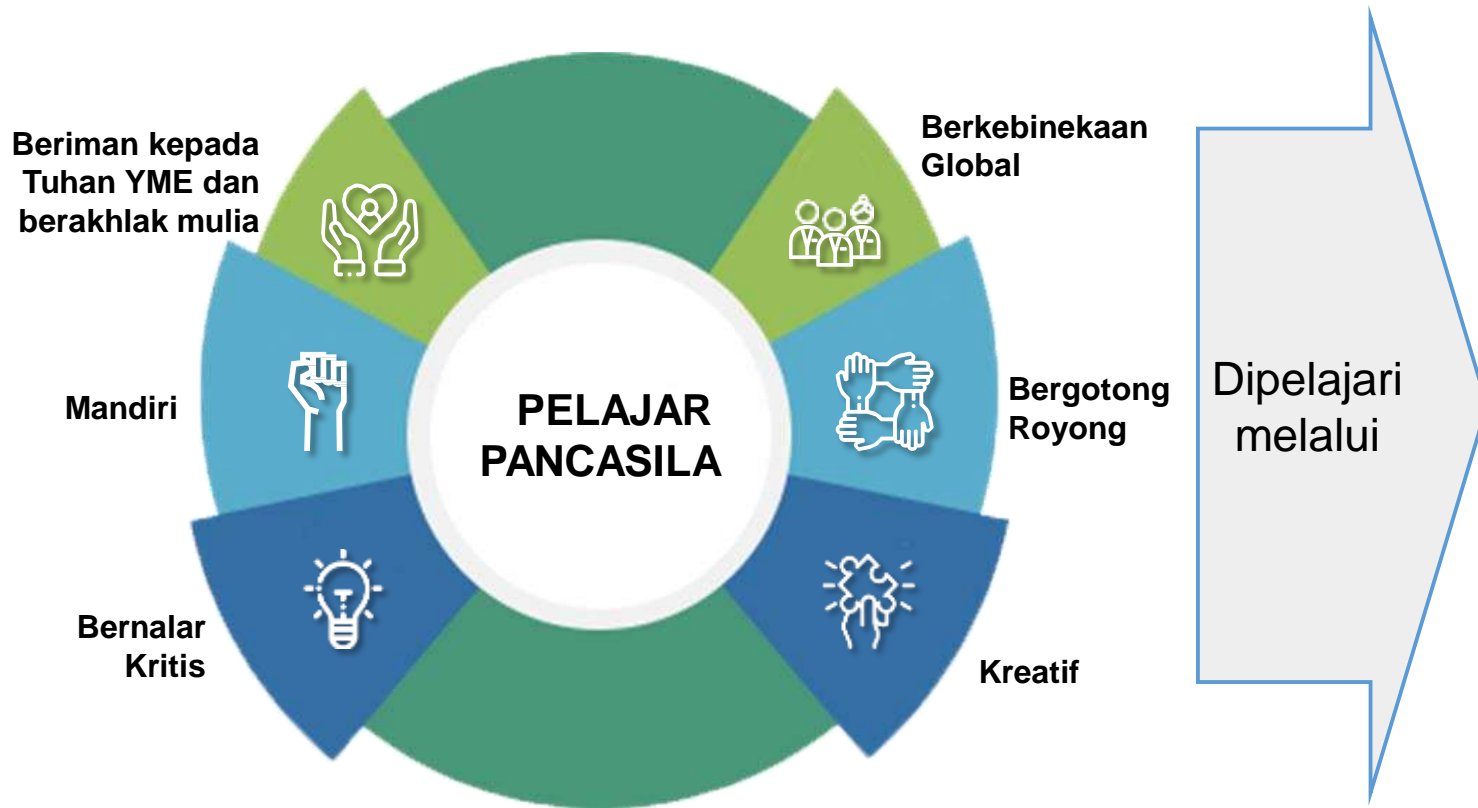 Beriman kepada
Tuhan YME dan
berakhlak mulia
Berkebinekaan
Global
Mandiri
PELAJAR
PANCASILA
Bergotong
Royong
Bernalar
Kritis
Kreatif
Dipelajari
melalui